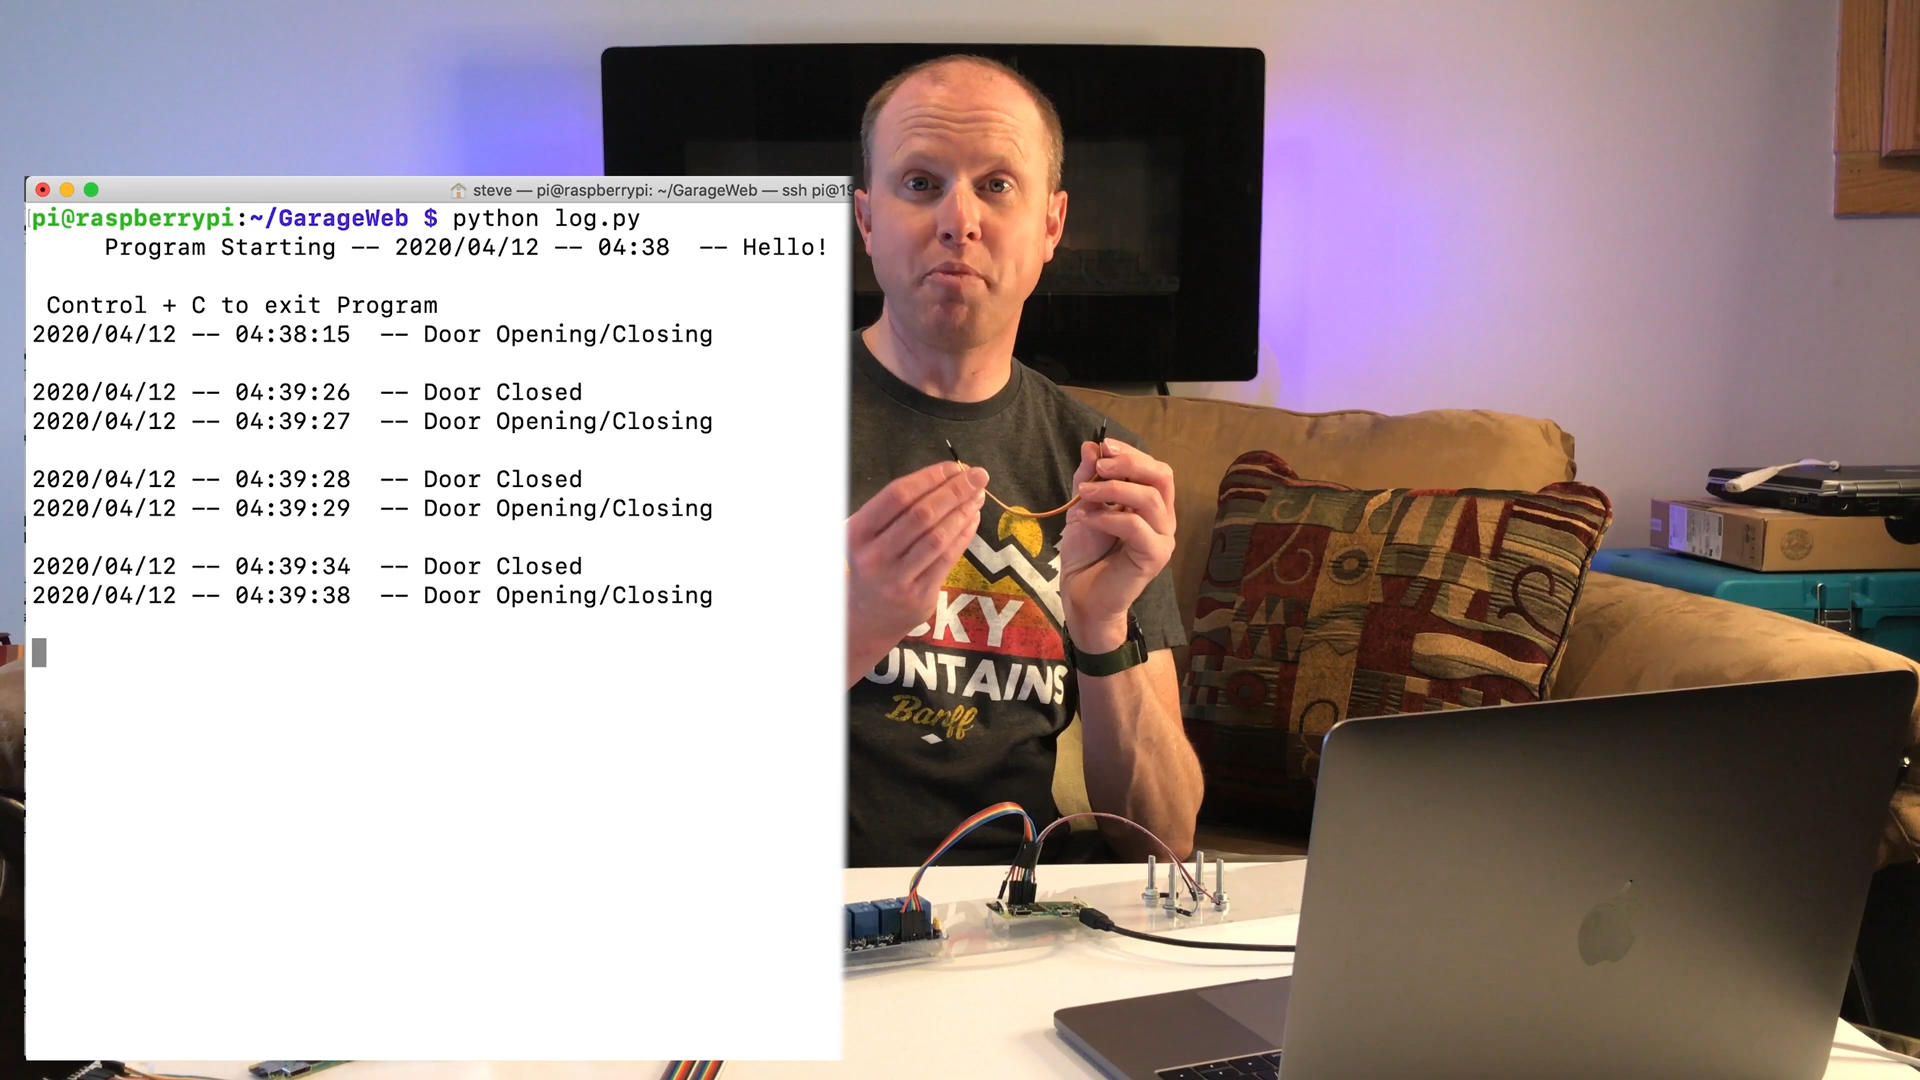 steve — pi@raspberrypi: ~/GarageWeb — ssh pi@19
pi@raspberrypi:~/GarageWeb $ python log.py
Program Starting -- 2020/04/12 -- 04:38 -- Hello!
Control + C to exit Program
2020/04/12 -- 04:38:15 -- Door Opening/Closing
2020/04/12 -- 04:39:26 -- Door Closed
2020/04/12 -- 04:39:27 -- Door Opening/Closing
2020/04/12 -- 04:39:28 -- Door Closed
2020/04/12 -- 04:39:29 -- Door Opening/Closing
2020/04/12 -- 04:39:34 -- Door Closed
2020/04/12 -- 04:39:38 -- Door Opening/Closing
CKY
UNTAINS
Banff